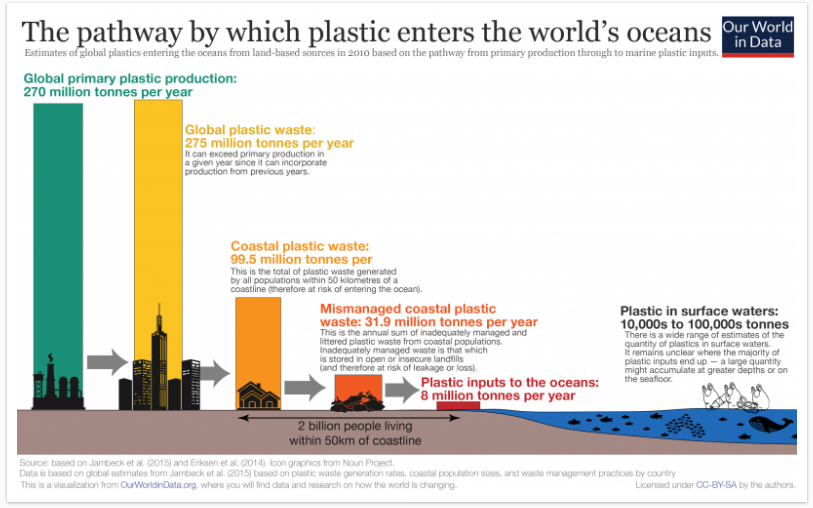 The pathway by which plastic enters the world's oceans
Our World
in Data
Estimates of global plastics entering the oceans from land-based sources in 2010 based on the pathway from primary production through to marine plastic inputs.
Global primary plastic production:
270 million tonnes per year
Global plastic waste:
275 million tonnes per year
It can exceed primary production in
a given year since it can incorporate
production from previous years.
Coastal plastic waste:
99.5 million tonnes per
This is the total of plastic waste generated
by all populations within 50 kilometres of a
coastline (therefore at risk of entering the ocean).
Mismanaged coastal plastic
waste: 31.9 million tonnes per year
This is the annual sum of inadequately managed and
littered plastic waste from coastal populations.
Inadequately managed waste is that which
is stored in open or insecure landfills
(and therefore at risk of leakage or loss).
Plastic inputs to the oceans:
8 million tonnes per year
Plastic in surface waters:
10,000s to 100,000s tonnes
There is a wide range of estimates of the
quantity of plastics in surface waters.
It remains unclear where the majority of
plastic inputs end up — a large quantity
might accumulate at greater depths or on
the seafloor.
2 billion people living
within 50km of coastline
Source: based on Jambeck et al. (2015) and Eriksen et al. (2014). Icon graphics from Noun Project.
Data is based on global estimates from Jambeck et al. (2015) based on plastic waste generation rates, coastal population sizes, and waste management practices by country
This is a visualization from OurWorldinData.org, where you will find data and research on how the world is changing.
Licensed under CC-BY-SA by the authors.